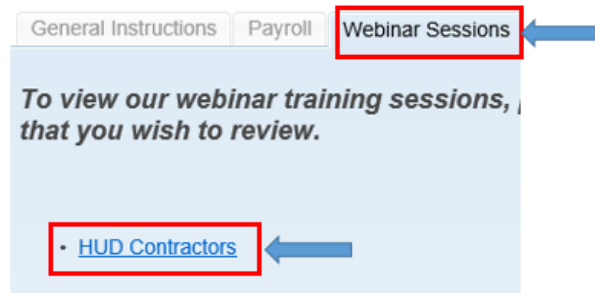 General Instructions Payroll Webinar Sessions
To view our webinar training sessions,
that you wish to review.
• HUD Contractors